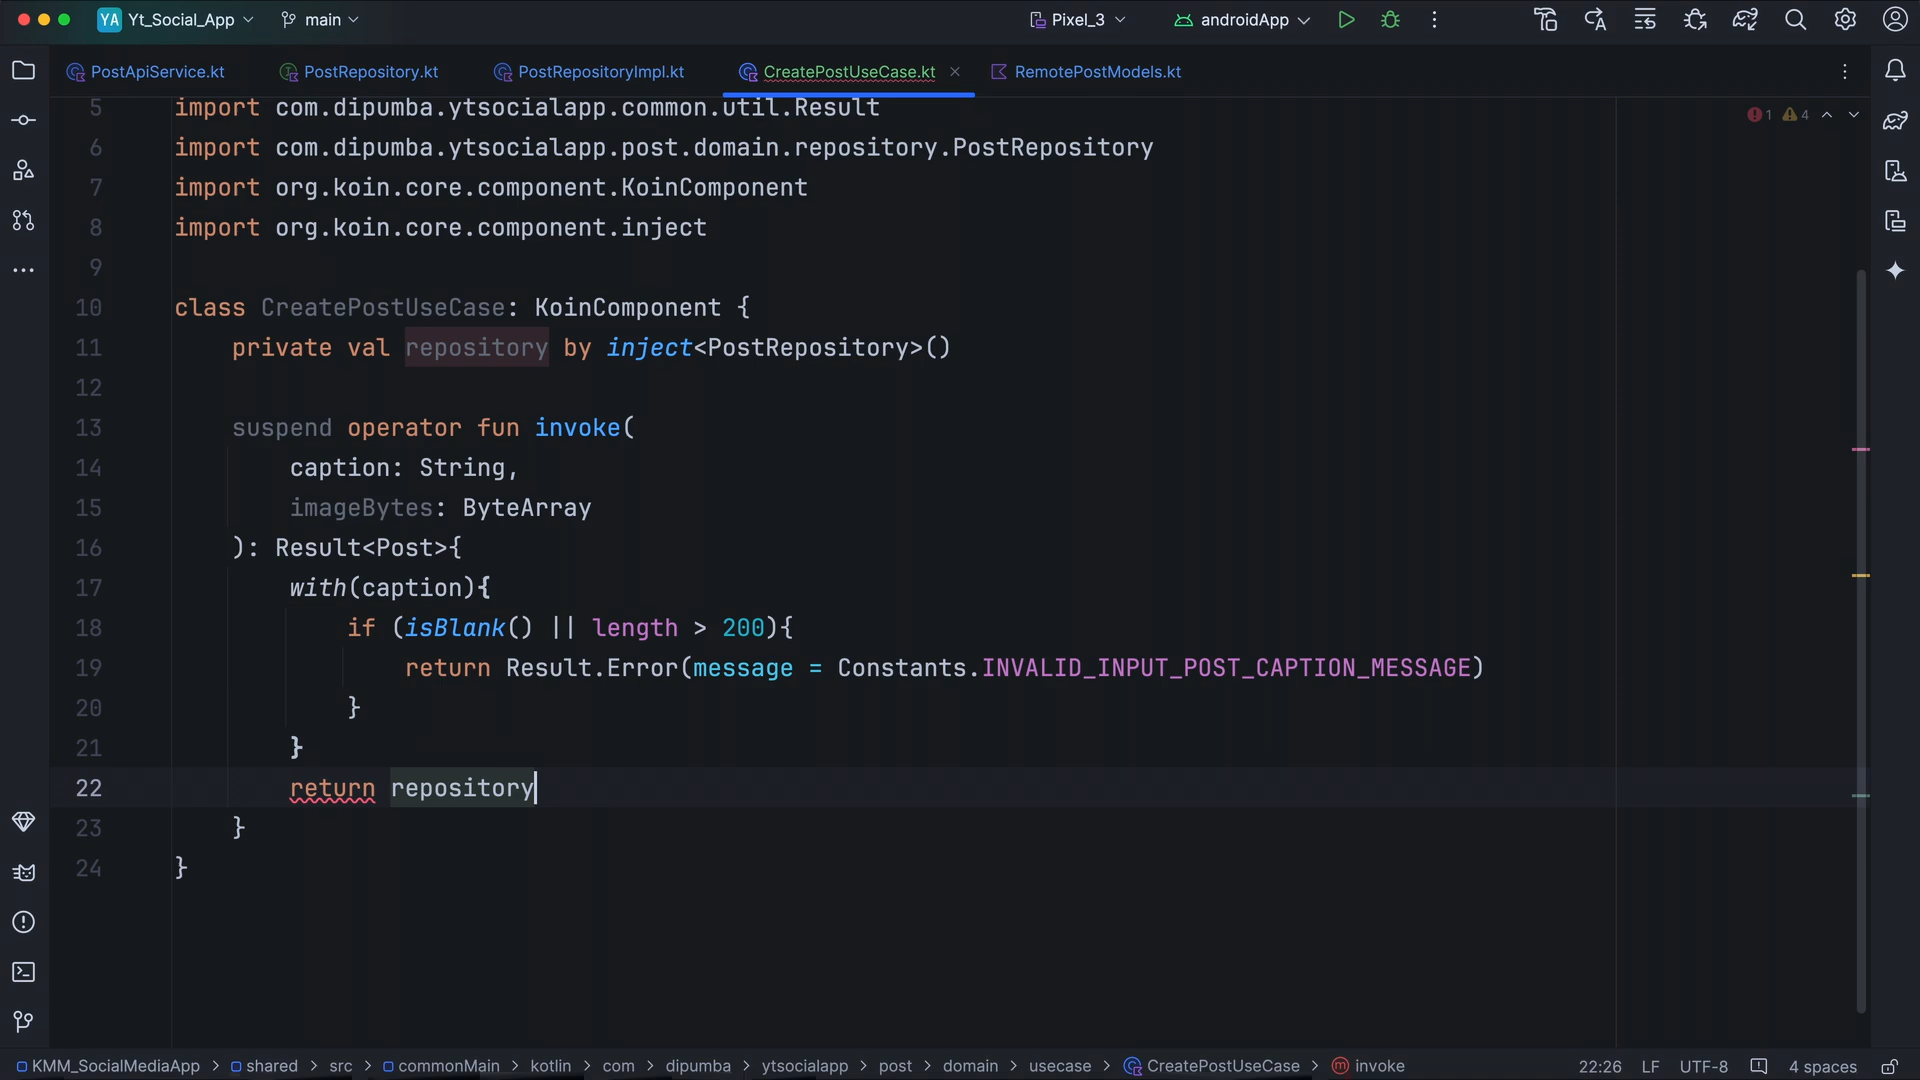 YA Yt_Social_App main Pixel_3 androidApp
PostApiService.kt PostRepository.kt PostRepositoryImpl.kt CreatePostUseCase.kt RemotePostModels.kt
5 import com.dipumba.ytsocialapp.common.util.Result
1 4
6 import com.dipumba.ytsocialapp.post.domain.repository.PostRepository
7 import org.koin.core.component.KoinComponent
8 import org.koin.core.component.inject
9
10 class CreatePostUseCase: KoinComponent {
11 private val repository by inject<PostRepository>()
12
13 suspend operator fun invoke(
14 caption: String,
15 imageBytes: ByteArray
16 ): Result<Post>{
17 with(caption){
18 if (isBlank() || length > 200){
19 return Result.Error(message = Constants.INVALID_INPUT_POST_CAPTION_MESSAGE)
20 }
21 }
22 return repository
23 }
24 }
KMM_SocialMediaApp > shared > src > commonMain > kotlin > com > dipumba > ytsocialapp > post > domain > usecase > CreatePostUseCase > m invoke 22:26 LF UTF-8 4 spaces